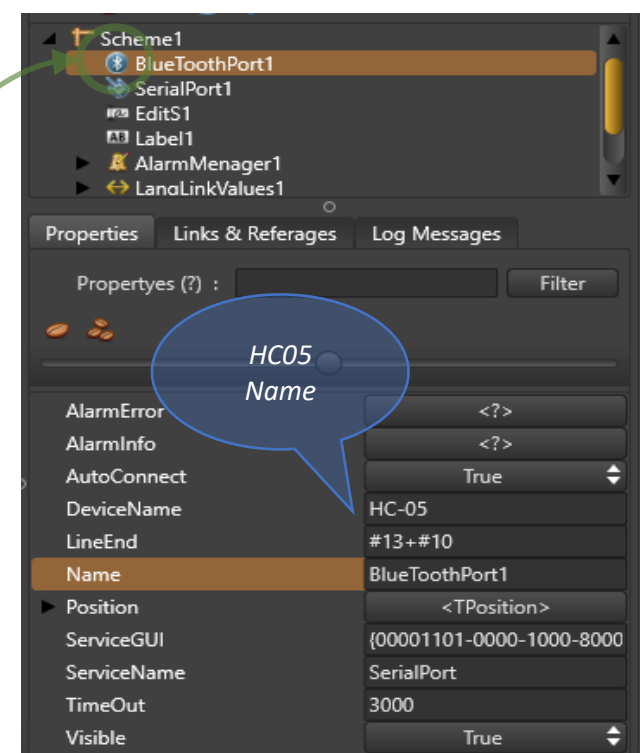 Scheme1
BlueToothPort1
SerialPort1
EditS1
AB Label1
AlarmMenager1
LangLinkValues1
Properties Links & Referages Log Messages
Propertyes (?) : Filter
HC05
Name
AlarmError <?>
AlarmInfo <?>
AutoConnect True
DeviceName HC-05
LineEnd #13+#10
Name BlueToothPort1
Position <TPosition>
ServiceGUI {00001101-0000-1000-8000
ServiceName SerialPort
TimeOut 3000
Visible True